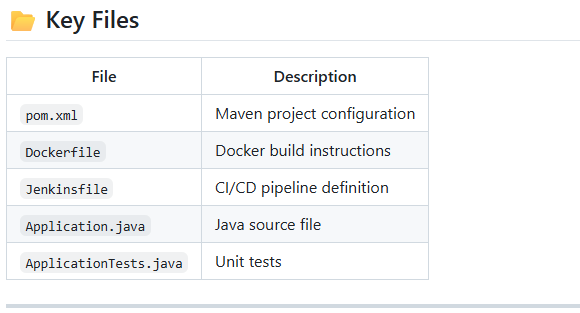 Key Files
File Description
pom.xml Maven project configuration
Dockerfile Docker build instructions
Jenkinsfile CI/CD pipeline definition
Application.java Java source file
ApplicationTests.java Unit tests